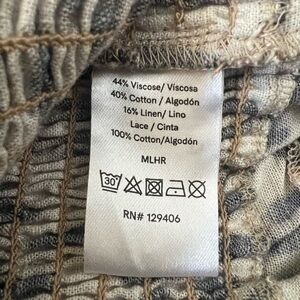 44% Viscose/ Viscosa
40% Cotton / Algodón
16% Linen/ Lino
Lace / Cinta
100% Cotton/Algodón
MLHR
30
RN# 129406